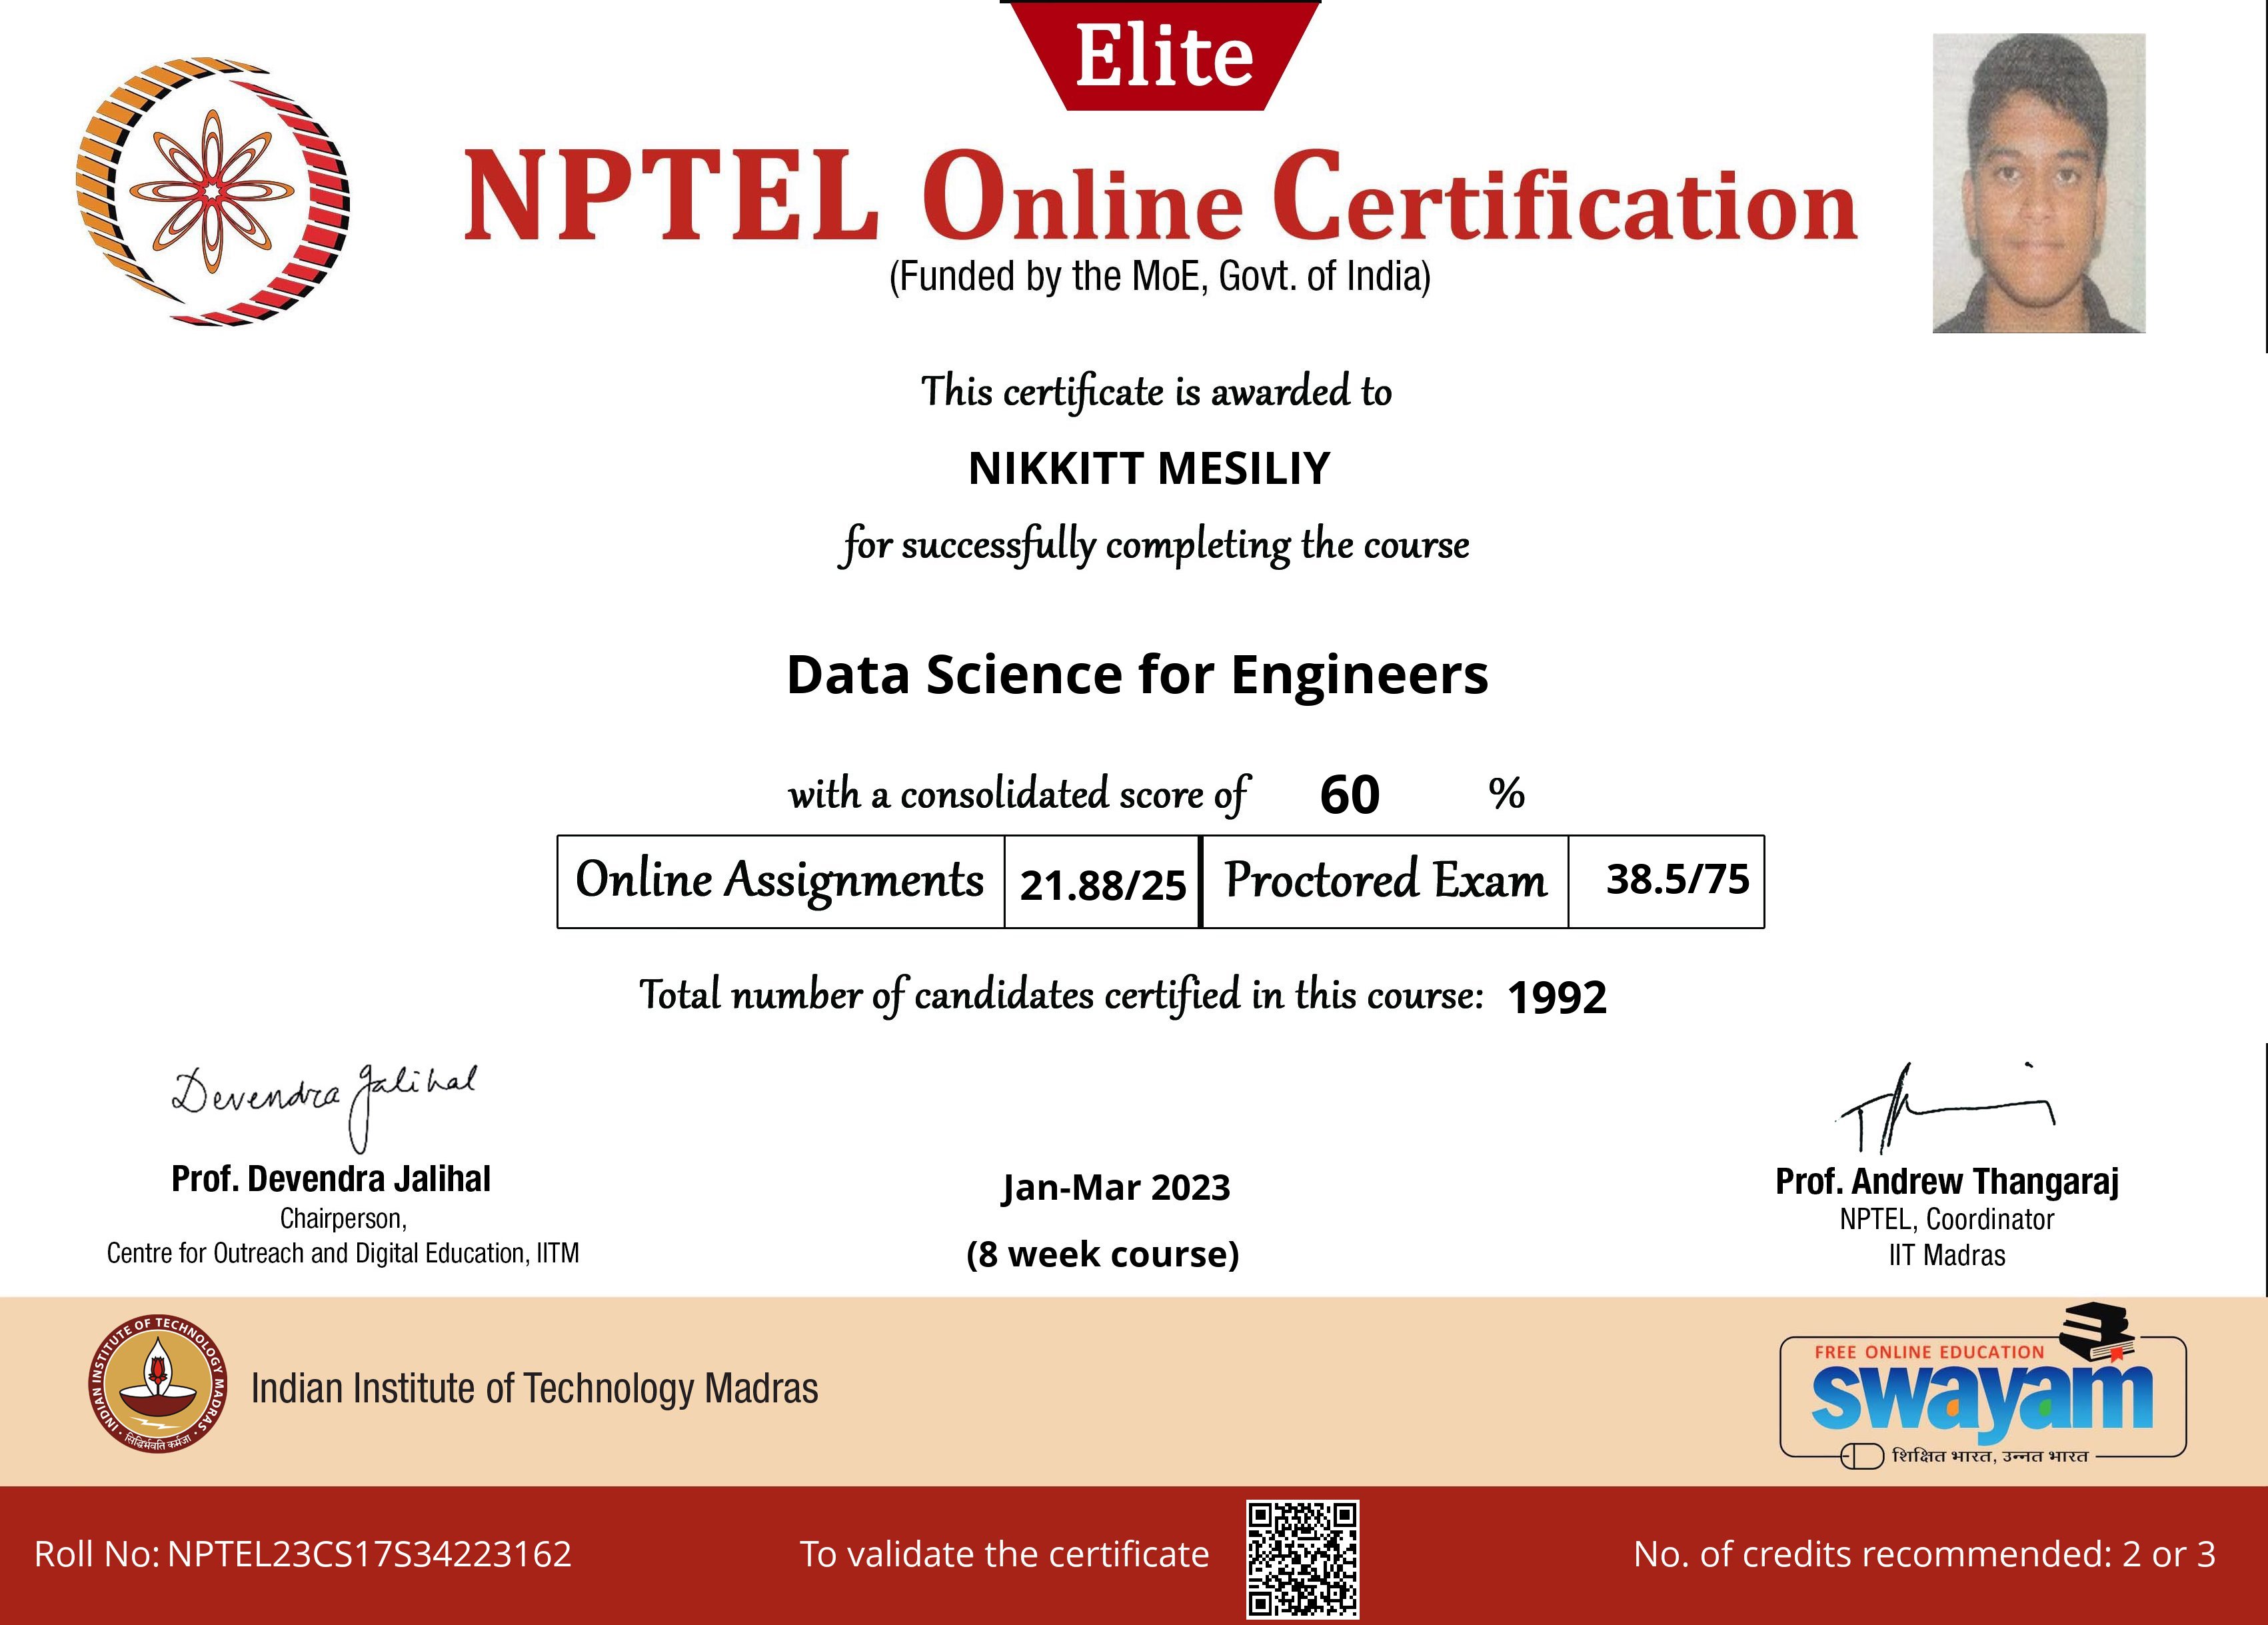 Elite
NPTEL Online Certification
(Funded by the MoE, Govt. of India)
This certificate is awarded to
NIKKITT MESILIY
for successfully completing the course
Data Science for Engineers
with a consolidated score of 60 %
Online Assignments 21.88/25 Proctored Exam 38.5/75
Total number of candidates certified in this course: 1992
Devendra Jalihal
Prof. Devendra Jalihal
Chairperson,
Centre for Outreach and Digital Education, IITM
Jan-Mar 2023
(8 week course)
Prof. Andrew Thangaraj
NPTEL, Coordinator
IIT Madras
INDIAN INSTITUTE OF TECHNOLOGY MADRAS
सिद्धिर्भवति कर्मजा
Indian Institute of Technology Madras
FREE ONLINE EDUCATION
swayam
शिक्षित भारत, उन्नत भारत
Roll No: NPTEL23CS17S34223162
To validate the certificate
No. of credits recommended: 2 or 3